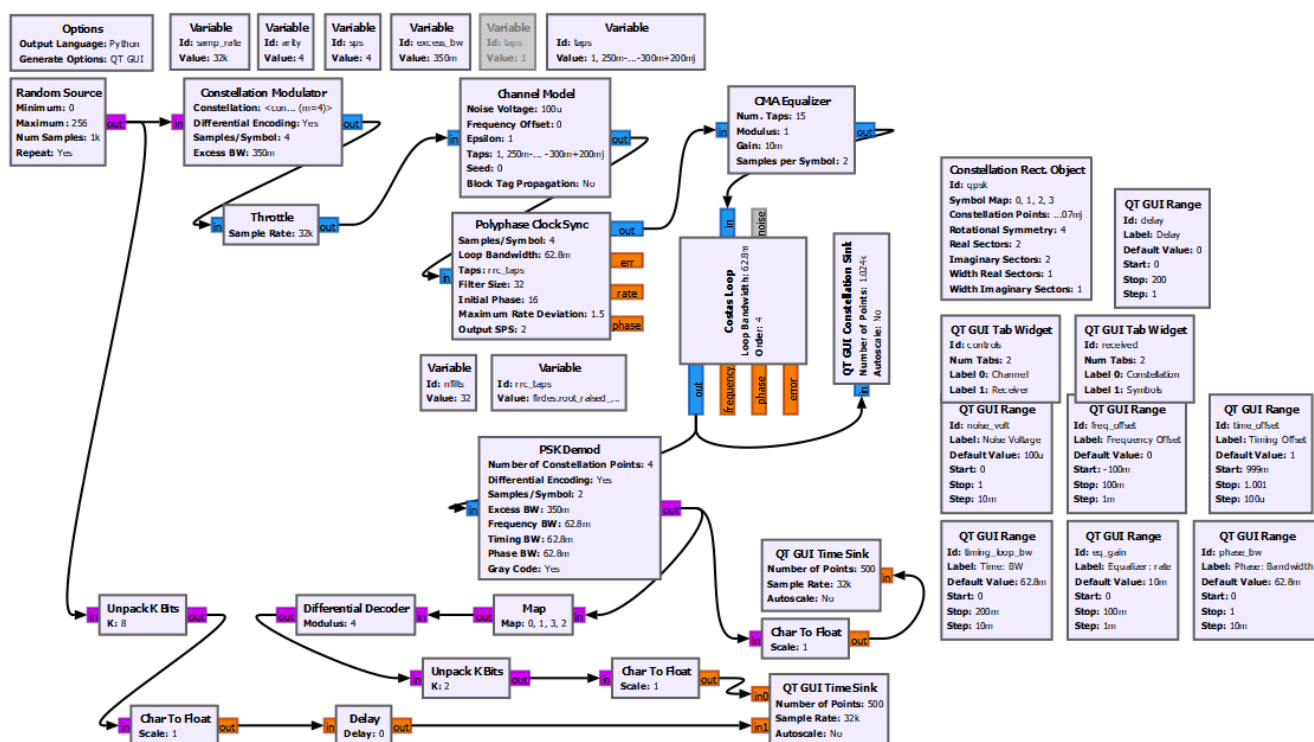 Options
Output Language: Python
Generate Options: QT GUI
Variable
Id: samp_rate
Value: 32k
Variable
Id: arity
Value: 4
Variable
Id: sps
Value: 4
Variable
Id: excess_bw
Value: 350m
Variable
Id: taps
Value: 1
Variable
Id: taps
Value: 1, 250m-...-300m+200mj
Random Source
Minimum: 0
Maximum: 256
Num Samples: 1k
Repeat: Yes
out
in
Constellation Modulator
Constellation: <con... (m=4)>
Differential Encoding: Yes
Samples/Symbol: 4
Excess BW: 350m
out
in
Throttle
Sample Rate: 32k
out
in
Channel Model
Noise Voltage: 100u
Frequency Offset: 0
Epsilon: 1
Taps: 1, 250m-... -300m+200mj
Seed: 0
Block Tag Propagation: No
out
in
Polyphase Clock Sync
Samples/Symbol: 4
Loop Bandwidth: 62.8m
Taps: rrc_taps
Filter Size: 32
Initial Phase: 16
Maximum Rate Deviation: 1.5
Output SPS: 2
out
err
rate
phase
in
CMA Equalizer
Num. Taps: 15
Modulus: 1
Gain: 10m
Samples per Symbol: 2
out
in
noise
Costas Loop
Loop Bandwidth: 62.8m
Order: 4
out
frequency
phase
error
QT GUI Constellation Sink
Number of Points: 1.024k
Autoscale: No
in
Constellation Rect. Object
Id: qpsk
Symbol Map: 0, 1, 2, 3
Constellation Points: ...07mj
Rotational Symmetry: 4
Real Sectors: 2
Imaginary Sectors: 2
Width Real Sectors: 1
Width Imaginary Sectors: 1
QT GUI Range
Id: delay
Label: Delay
Default Value: 0
Start: 0
Stop: 200
Step: 1
Variable
Id: nfilts
Value: 32
Variable
Id: rrc_taps
Value: firdes.root_raised_...
QT GUI Tab Widget
Id: controls
Num Tabs: 2
Label 0: Channel
Label 1: Receiver
QT GUI Tab Widget
Id: received
Num Tabs: 2
Label 0: Constellation
Label 1: Symbols
QT GUI Range
Id: noise_volt
Label: Noise Voltage
Default Value: 100u
Start: 0
Stop: 1
Step: 10m
QT GUI Range
Id: freq_offset
Label: Frequency Offset
Default Value: 0
Start: -100m
Stop: 100m
Step: 1m
QT GUI Range
Id: time_offset
Label: Timing Offset
Default Value: 1
Start: 999m
Stop: 1.001
Step: 100u
in
PSK Demod
Number of Constellation Points: 4
Differential Encoding: Yes
Samples/Symbol: 2
Excess BW: 350m
Frequency BW: 62.8m
Timing BW: 62.8m
Phase BW: 62.8m
Gray Code: Yes
out
QT GUI Time Sink
Number of Points: 500
Sample Rate: 32k
Autoscale: No
in
QT GUI Range
Id: timing_loop_bw
Label: Time: BW
Default Value: 62.8m
Start: 0
Stop: 200m
Step: 10m
QT GUI Range
Id: eq_gain
Label: Equalizer: rate
Default Value: 10m
Start: 0
Stop: 100m
Step: 1m
QT GUI Range
Id: phase_bw
Label: Phase: Bandwidth
Default Value: 62.8m
Start: 0
Stop: 1
Step: 10m
in
Unpack K Bits
K: 8
out
out
Differential Decoder
Modulus: 4
in
out
Map
Map: 0, 1, 3, 2
in
in
Char To Float
Scale: 1
out
in
Unpack K Bits
K: 2
out
in
Char To Float
Scale: 1
out
in0
in1
QT GUI Time Sink
Number of Points: 500
Sample Rate: 32k
Autoscale: No
in
Char To Float
Scale: 1
out
in
Delay
Delay: 0
out